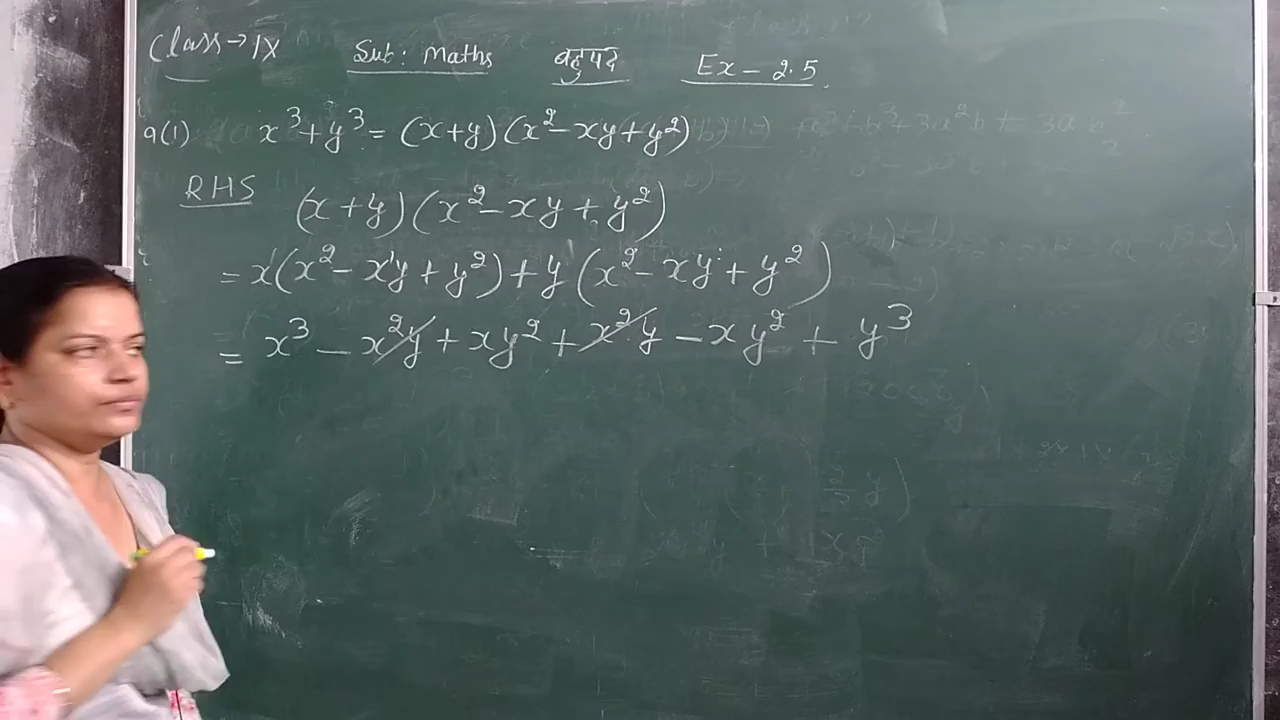 Class → IX Sub: Maths बहुपद Ex - 2.5
9(1) x³+y³ = (x+y)(x²-xy+y²)
RHS (x+y)(x²-xy+y²)
= x(x²-xy+y²)+y(x²-xy+y²)
= x³ - x²y + xy² + x²y - xy² + y³